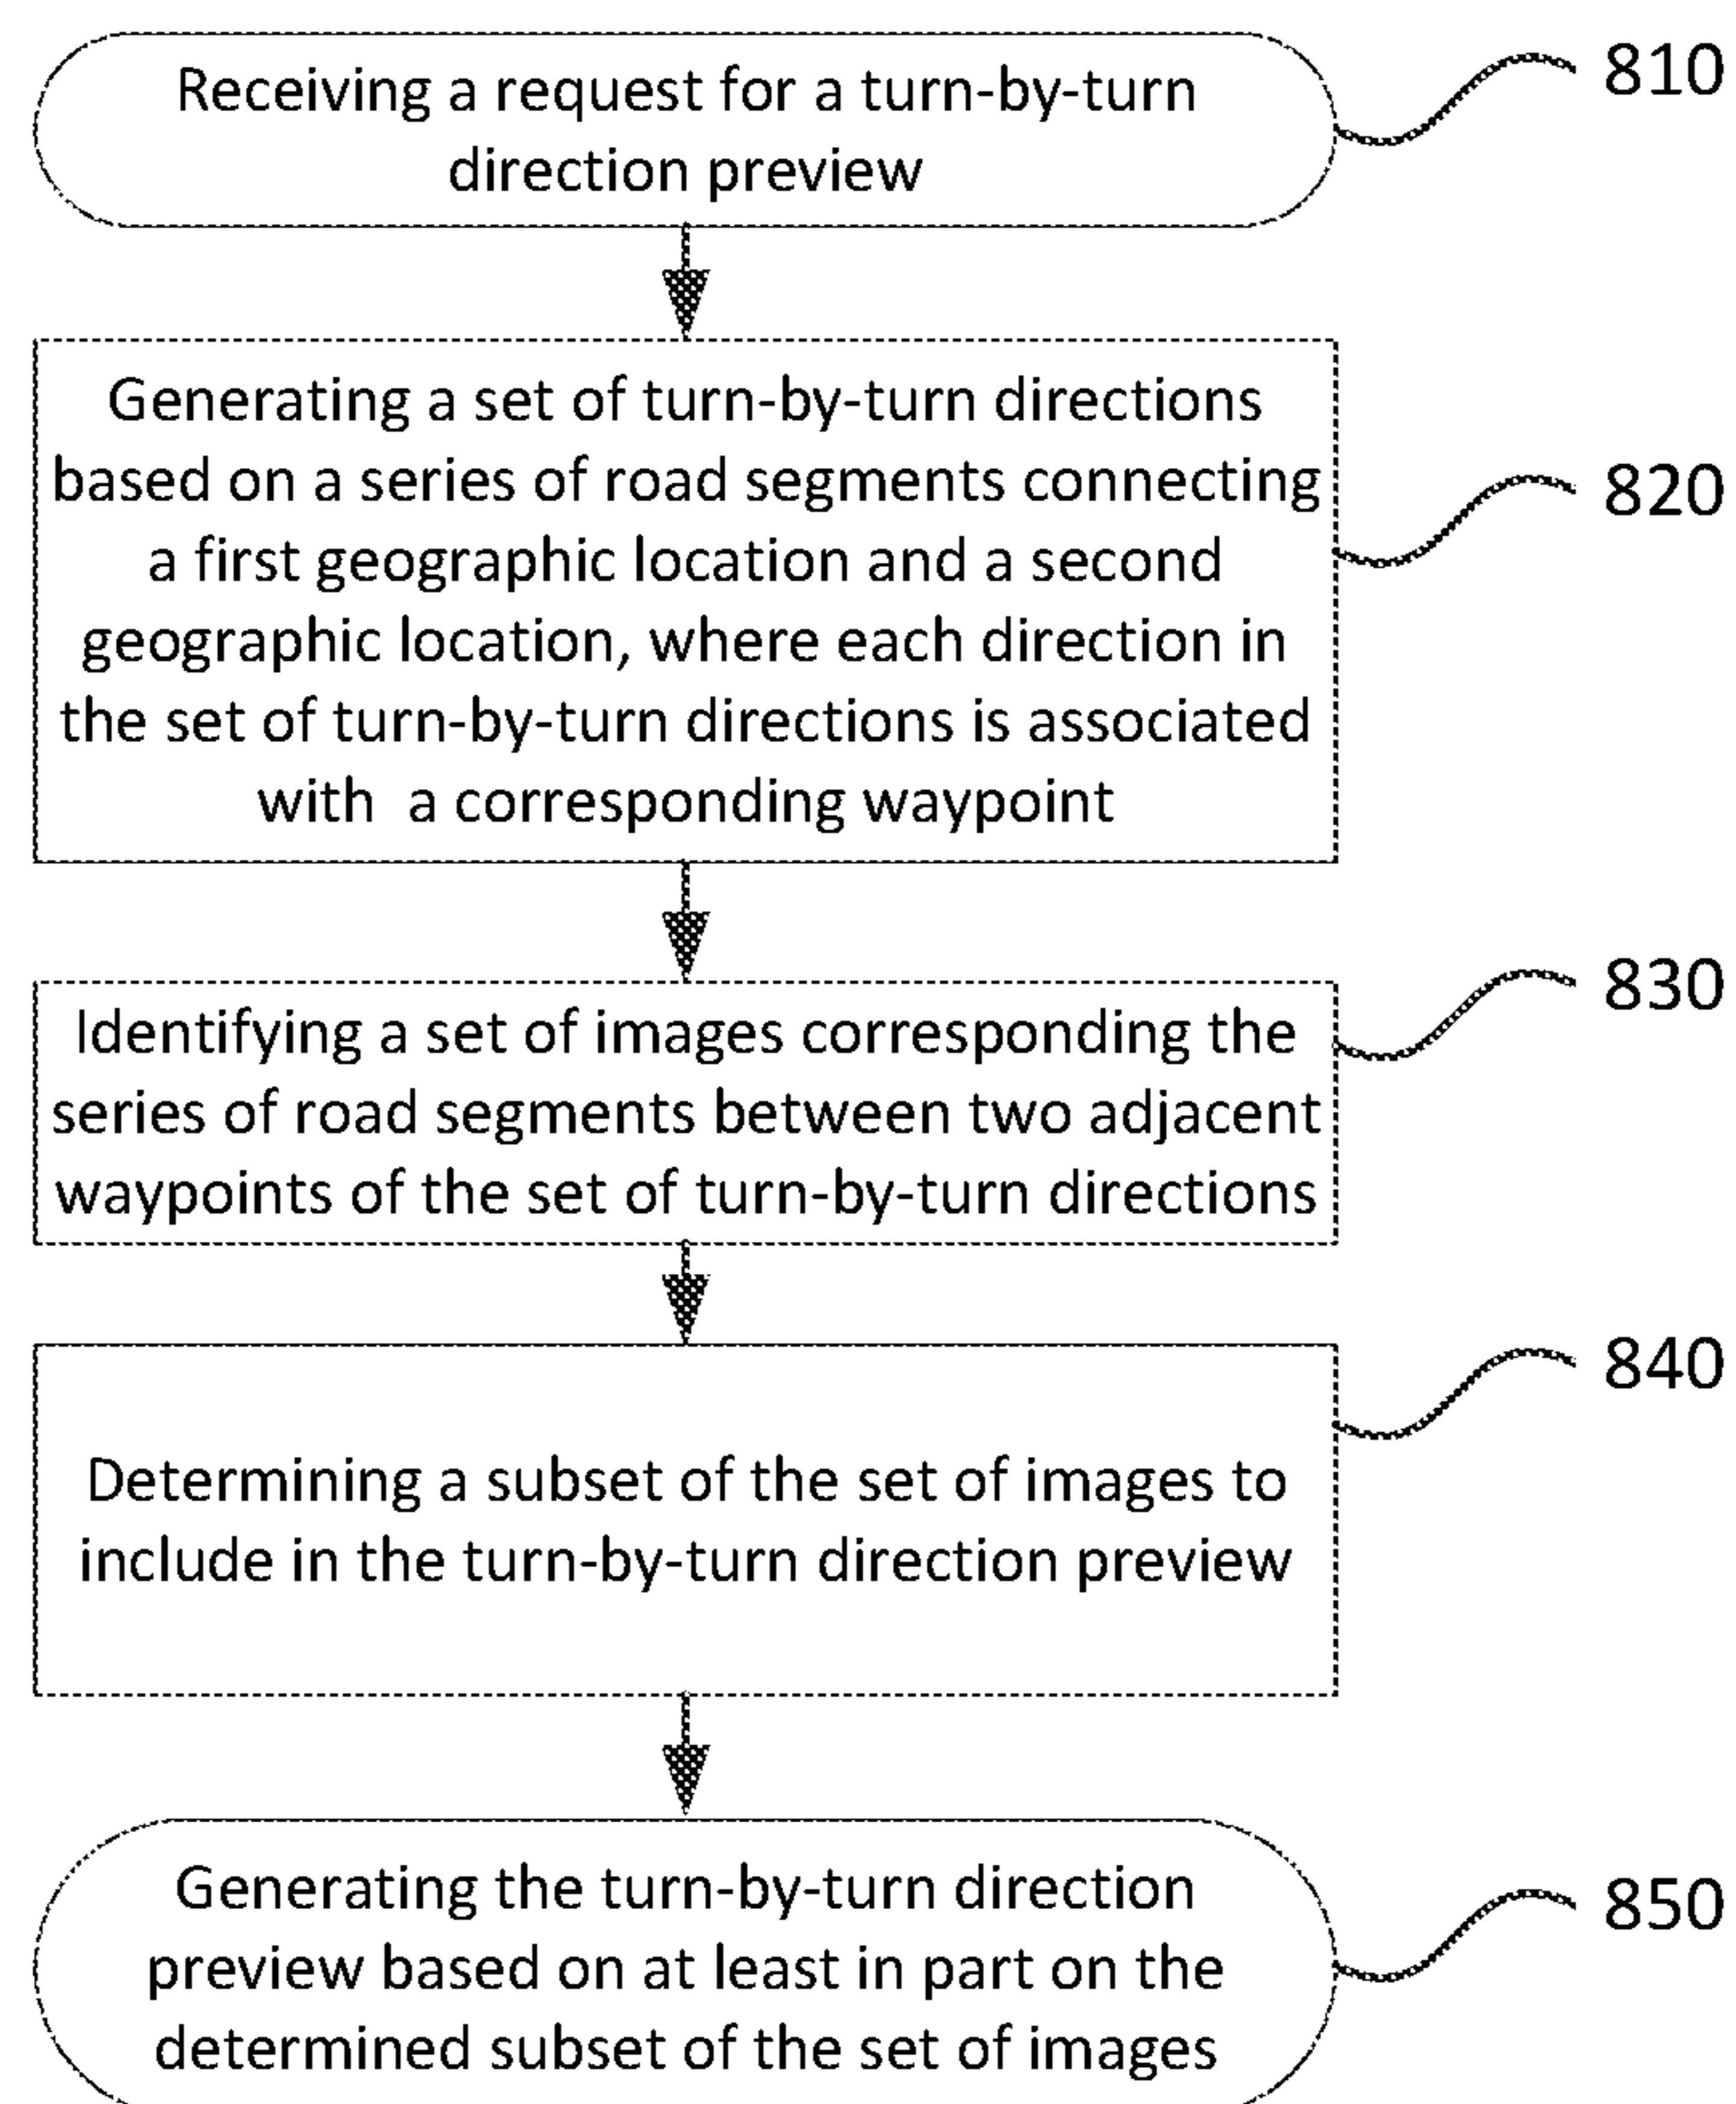 Receiving a request for a turn-by-turn
direction preview
810
Generating a set of turn-by-turn directions
based on a series of road segments connecting
a first geographic location and a second
geographic location, where each direction in
the set of turn-by-turn directions is associated
with  a corresponding waypoint
820
Identifying a set of images corresponding the
series of road segments between two adjacent
waypoints of the set of turn-by-turn directions
830
Determining a subset of the set of images to
include in the turn-by-turn direction preview
840
Generating the turn-by-turn direction
preview based on at least in part on the
determined subset of the set of images
850